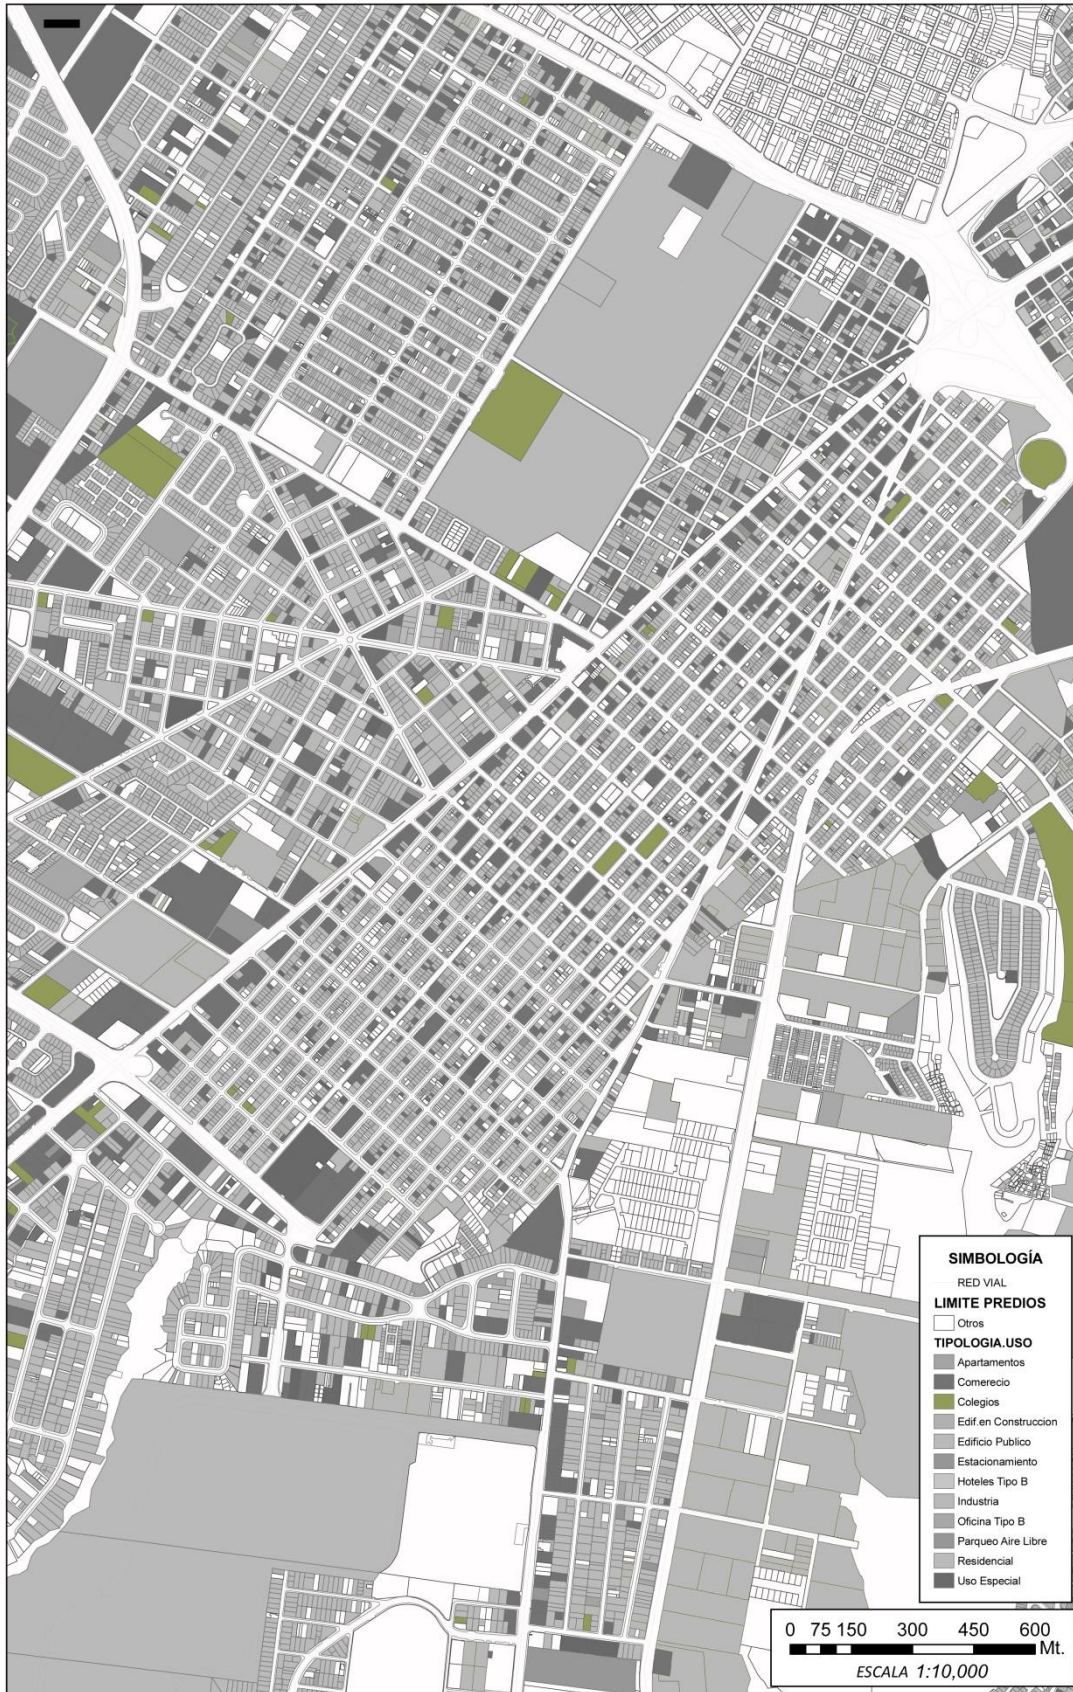 SIMBOLOGÍA
RED VIAL
LIMITE PREDIOS
Otros
TIPOLOGIA.USO
Apartamentos
Comerecio
Colegios
Edif.en Construccion
Edificio Publico
Estacionamiento
Hoteles Tipo B
Industria
Oficina Tipo B
Parqueo Aire Libre
Residencial
Uso Especial
0 75 150 300 450 600
Mt.
ESCALA 1:10,000